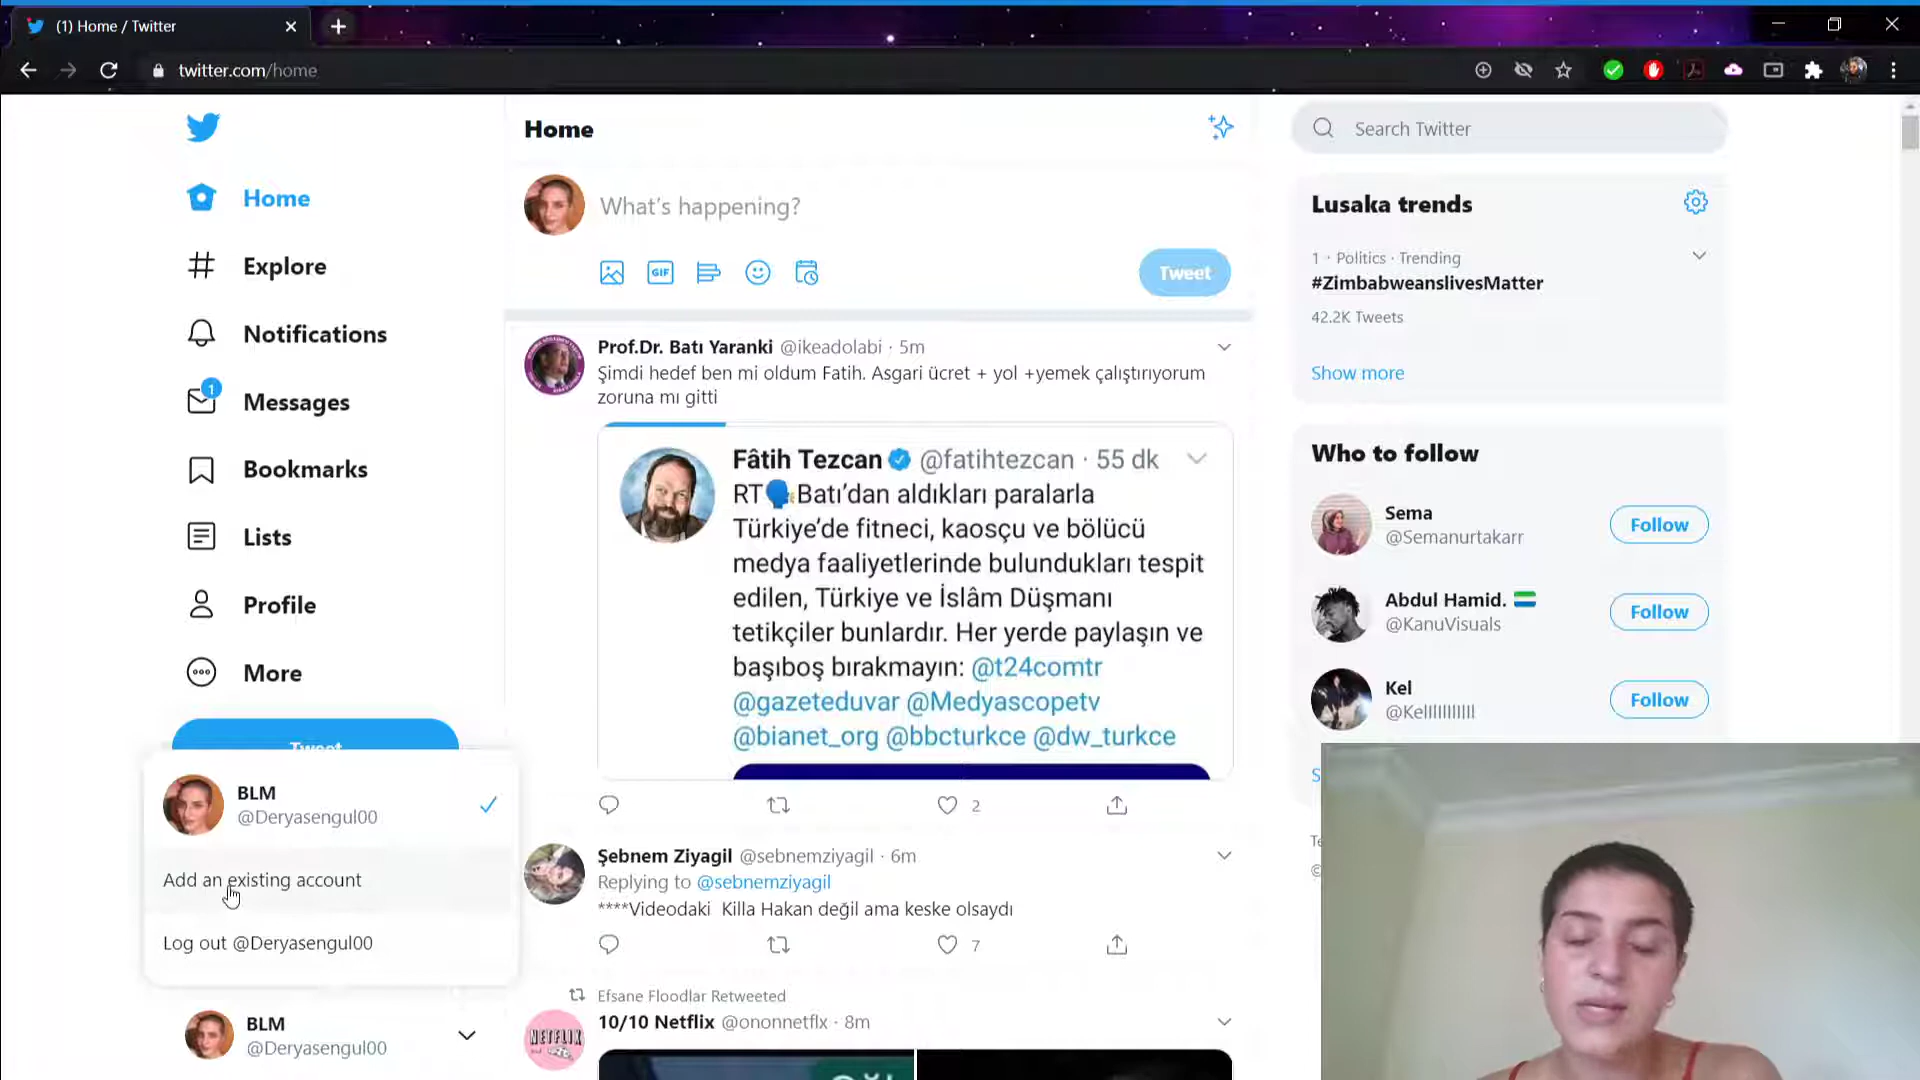 (1) Home / Twitter
twitter.com/home
Home
Explore
Notifications
1
Messages
Bookmarks
Lists
Profile
More
Tweet
BLM
@Deryasengul00
Add an existing account
Log out @Deryasengul00
BLM
@Deryasengul00
Home
What's happening?
GIF
Tweet
Prof.Dr. Batı Yaranki @ikeadolabi · 5m
Şimdi hedef ben mi oldum Fatih. Asgari ücret + yol +yemek çalıştırıyorum
zoruna mı gitti
Fâtih Tezcan @fatihtezcan · 55 dk
RT🗣️Batı'dan aldıkları paralarla
Türkiye'de fitneci, kaosçu ve bölücü
medya faaliyetlerinde bulundukları tespit
edilen, Türkiye ve İslâm Düşmanı
tetikçiler bunlardır. Her yerde paylaşın ve
başıboş bırakmayın: @t24comtr
@gazeteduvar @Medyascopetv
@bianet_org @bbcturkce @dw_turkce
2
Şebnem Ziyagil @sebnemziyagil · 6m
Replying to @sebnemziyagil
****Videodaki Killa Hakan değil ama keske olsaydı
7
Efsane Floodlar Retweeted
10/10 Netflix @ononnetflx · 8m
NETFLIX
Search Twitter
Lusaka trends
1 · Politics · Trending
#ZimbabweanslivesMatter
42.2K Tweets
Show more
Who to follow
Sema
@Semanurtakarr
Follow
Abdul Hamid.
@KanuVisuals
Follow
Kel
Follow